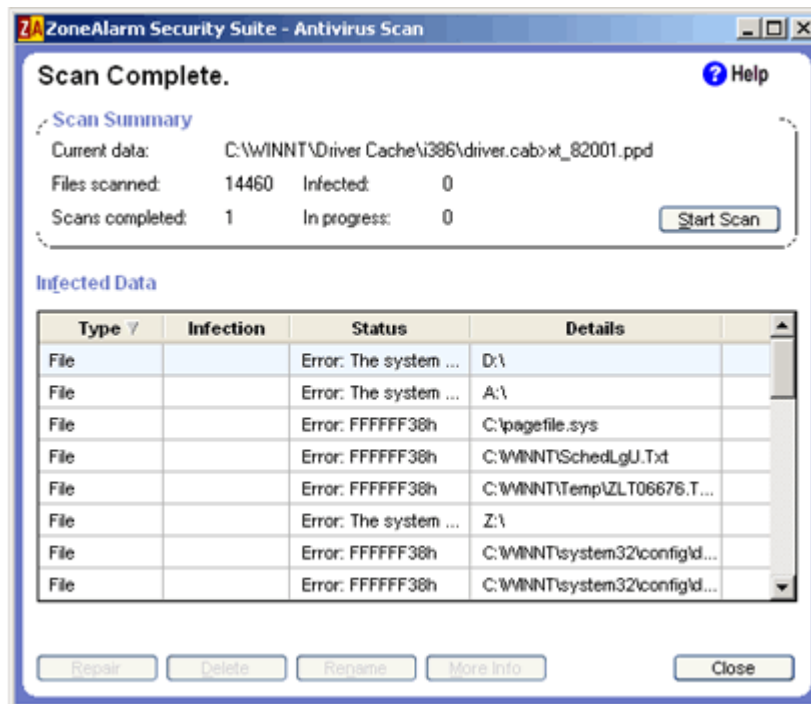 ZA ZoneAlarm Security Suite - Antivirus Scan
Scan Complete.
? Help
Scan Summary
Current data: C:\WINNT\Driver Cache\i386\driver.cab>xt_82001.ppd
Files scanned: 14460 Infected: 0
Scans completed: 1 In progress: 0
Start Scan
Infected Data
Type Infection Status Details
File Error: The system ... D:\
File Error: The system ... A:\
File Error: FFFFFF38h C:\pagefile.sys
File Error: FFFFFF38h C:\WINNT\SchedLgU.Txt
File Error: FFFFFF38h C:\WINNT\Temp\ZLT06676.T...
File Error: The system ... Z:\
File Error: FFFFFF38h C:\WINNT\system32\config\d...
File Error: FFFFFF38h C:\WINNT\system32\config\d...
Repair Delete Rename More Info Close